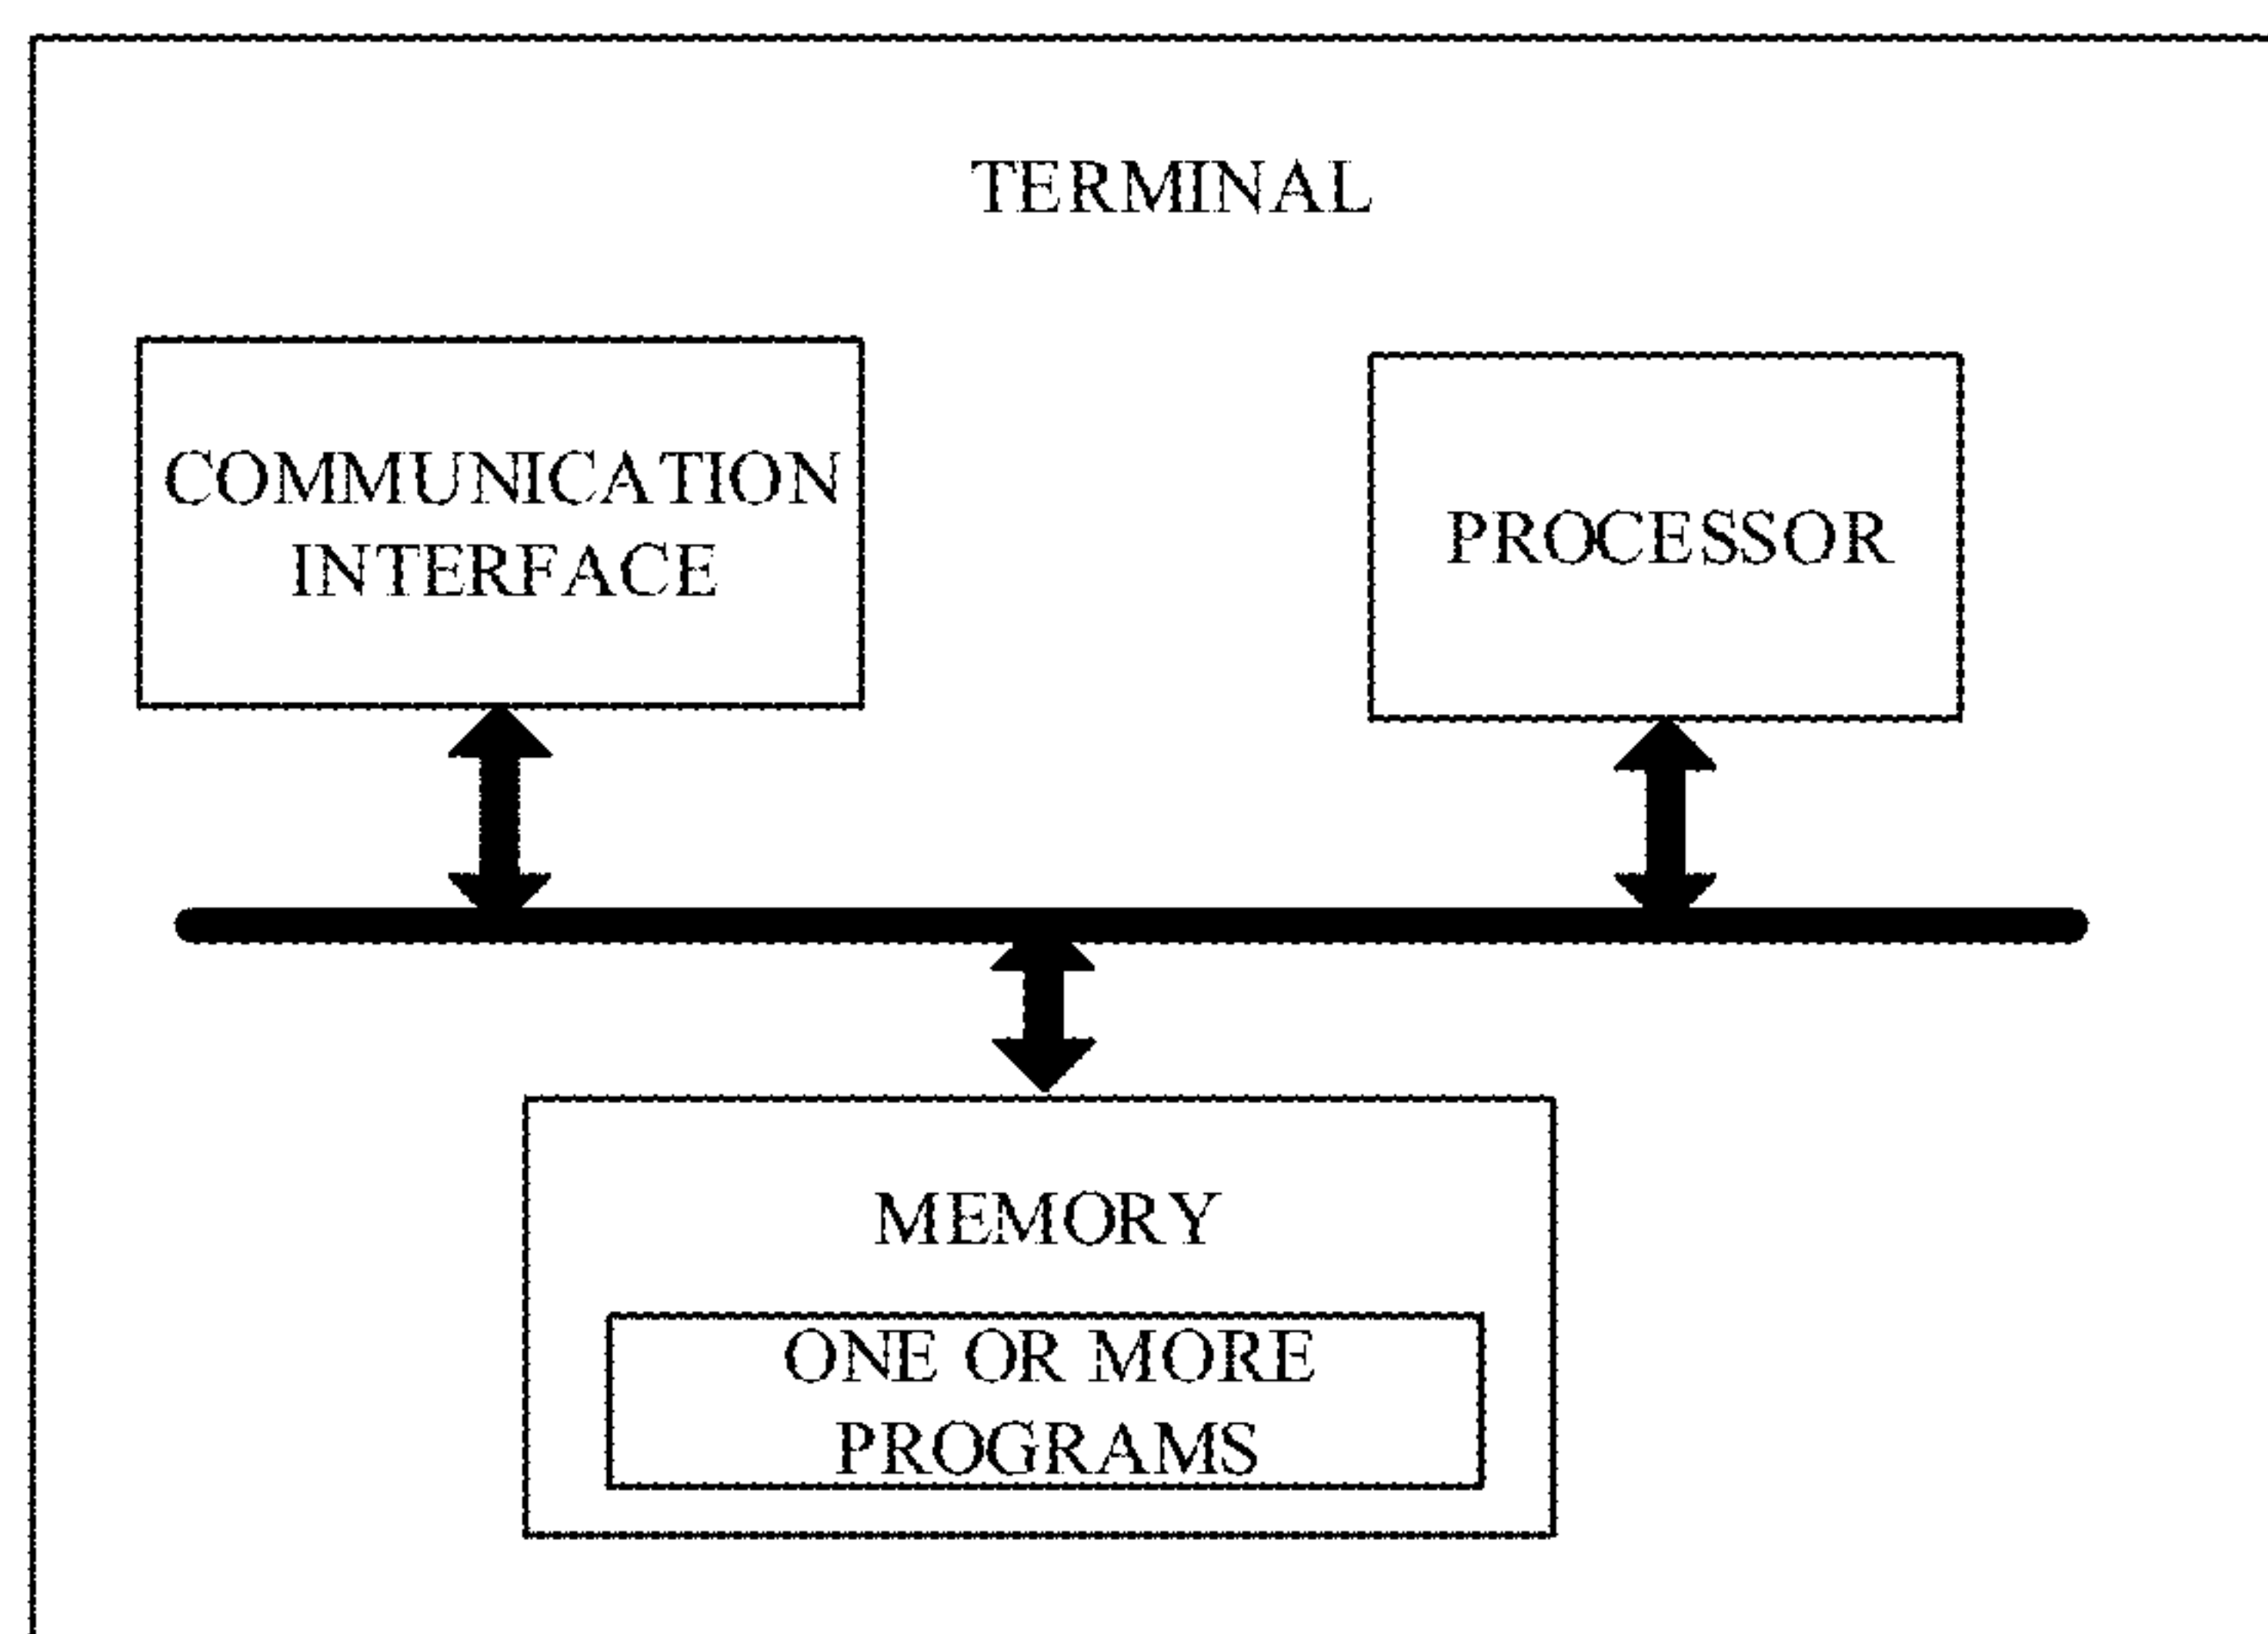 TERMINAL
COMMUNICATION
INTERFACE
PROCESSOR
MEMORY
ONE OR MORE
PROGRAMS